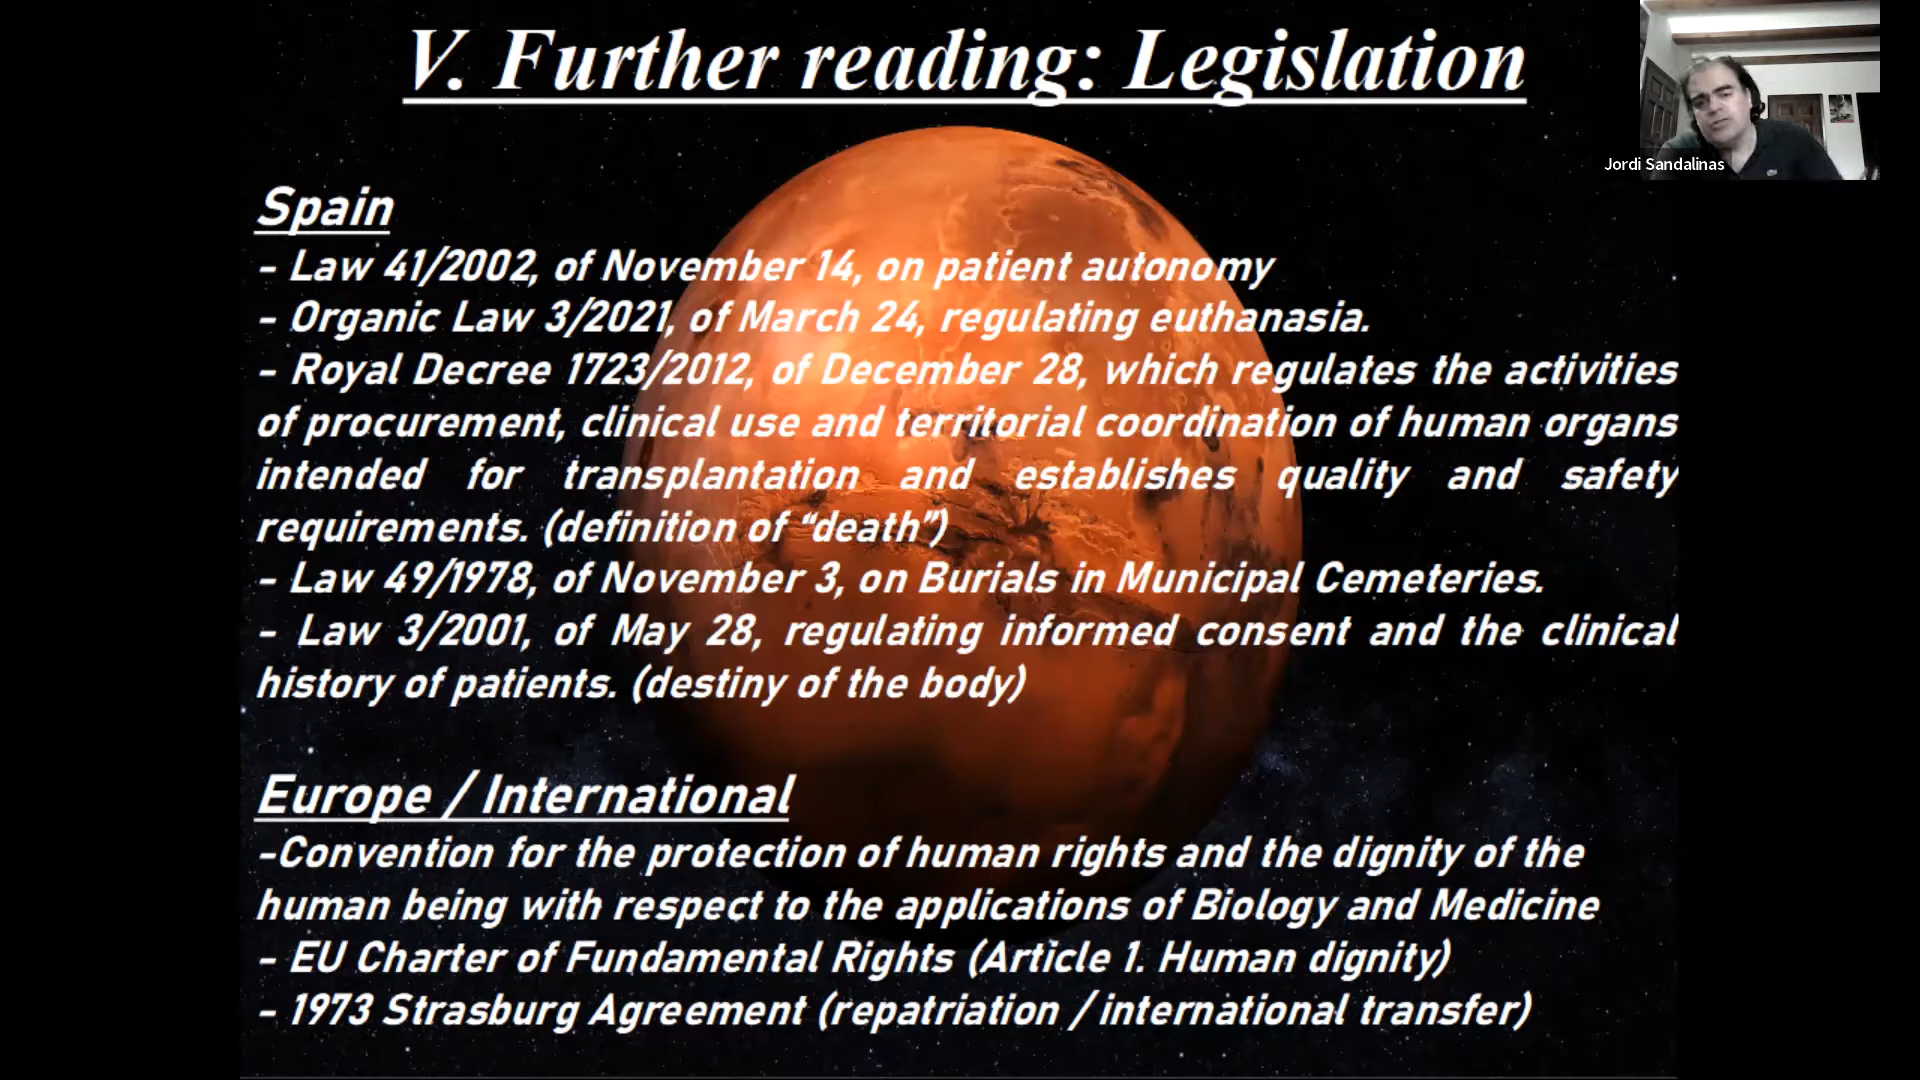 V. Further reading: Legislation
Jordi Sandalinas
Spain
- Law 41/2002, of November 14, on patient autonomy
- Organic Law 3/2021, of March 24, regulating euthanasia.
- Royal Decree 1723/2012, of December 28, which regulates the activities
of procurement, clinical use and territorial coordination of human organs
intended for transplantation and establishes quality and safety
requirements. (definition of “death”)
- Law 49/1978, of November 3, on Burials in Municipal Cemeteries.
- Law 3/2001, of May 28, regulating informed consent and the clinical
history of patients. (destiny of the body)
Europe / International
-Convention for the protection of human rights and the dignity of the
human being with respect to the applications of Biology and Medicine
- EU Charter of Fundamental Rights (Article 1. Human dignity)
- 1973 Strasburg Agreement (repatriation / international transfer)